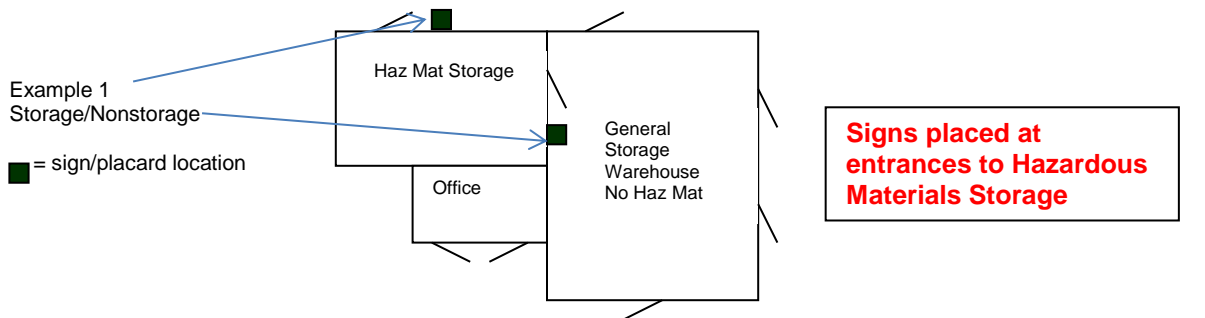 Haz Mat Storage
Example 1
Storage/Nonstorage
= sign/placard location
General
Storage
Warehouse
No Haz Mat
Office
Signs placed at
entrances to Hazardous
Materials Storage